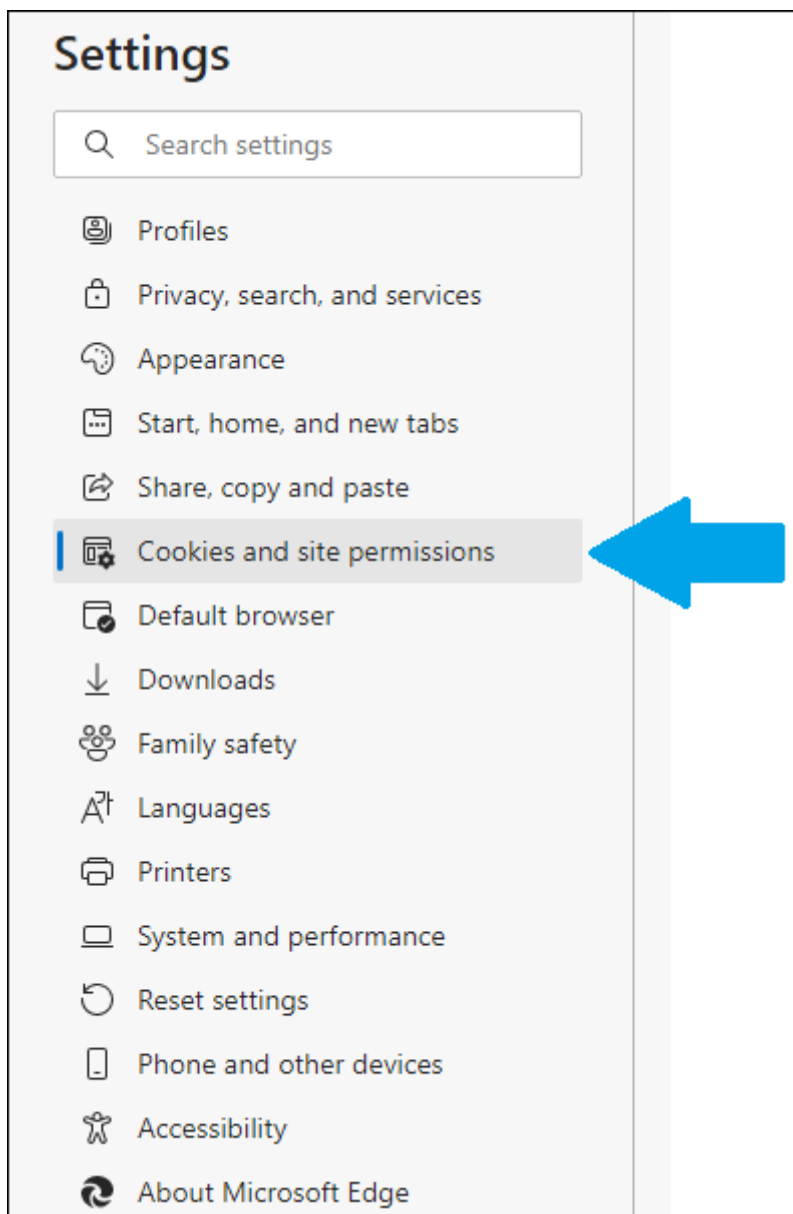 Settings
Search settings
Profiles
Privacy, search, and services
Appearance
Start, home, and new tabs
Share, copy and paste
Cookies and site permissions
Default browser
Downloads
Family safety
Languages
Printers
System and performance
Reset settings
Phone and other devices
Accessibility
About Microsoft Edge